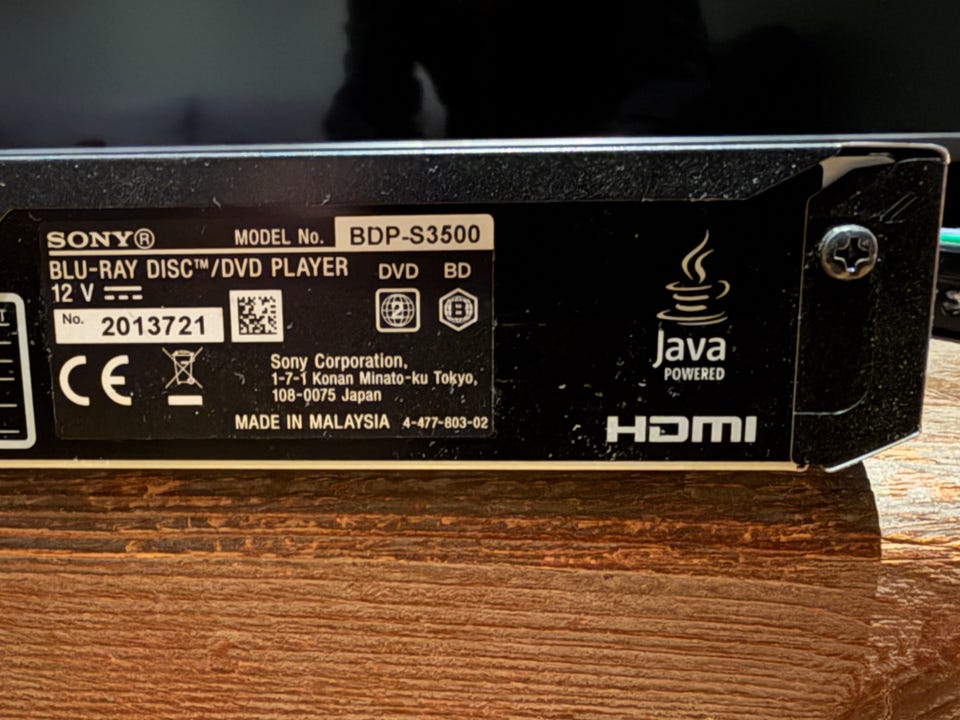 SONY® MODEL No. BDP-S3500
BLU-RAY DISC™/DVD PLAYER DVD BD
12 V
2 B
No. 2013721
CE
Sony Corporation,
1-7-1 Konan Minato-ku Tokyo,
108-0075 Japan
MADE IN MALAYSIA 4-477-803-02
Java
POWERED
HDMI
T